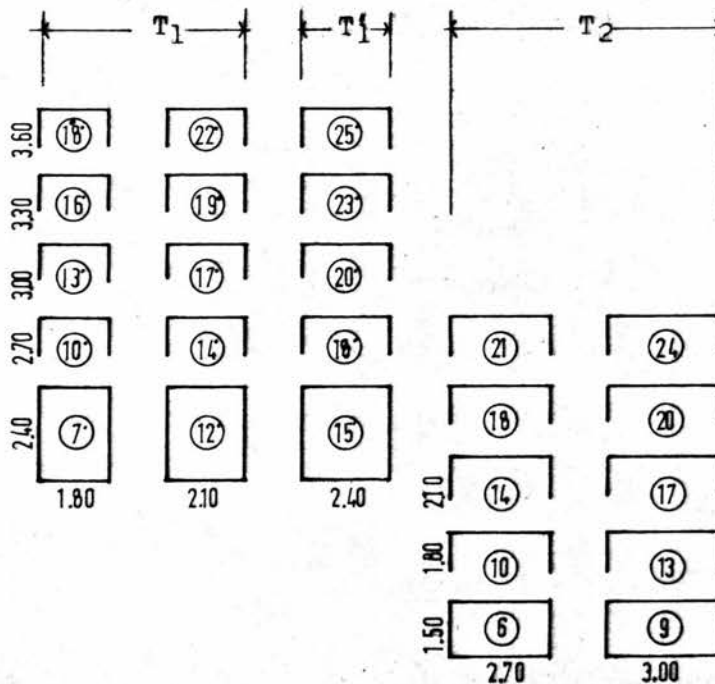 T₁ T'₁ T₂
3.60 18' 22' 25'
3.30 16' 19' 23'
3.00 13' 17' 20'
2.70 10' 14' 18' 21 24
2.40 7' 12' 15' 18 20
1.80 2.10 2.40 2.10 14 17
1.80 10 13
1.50 6 9
2.70 3.00